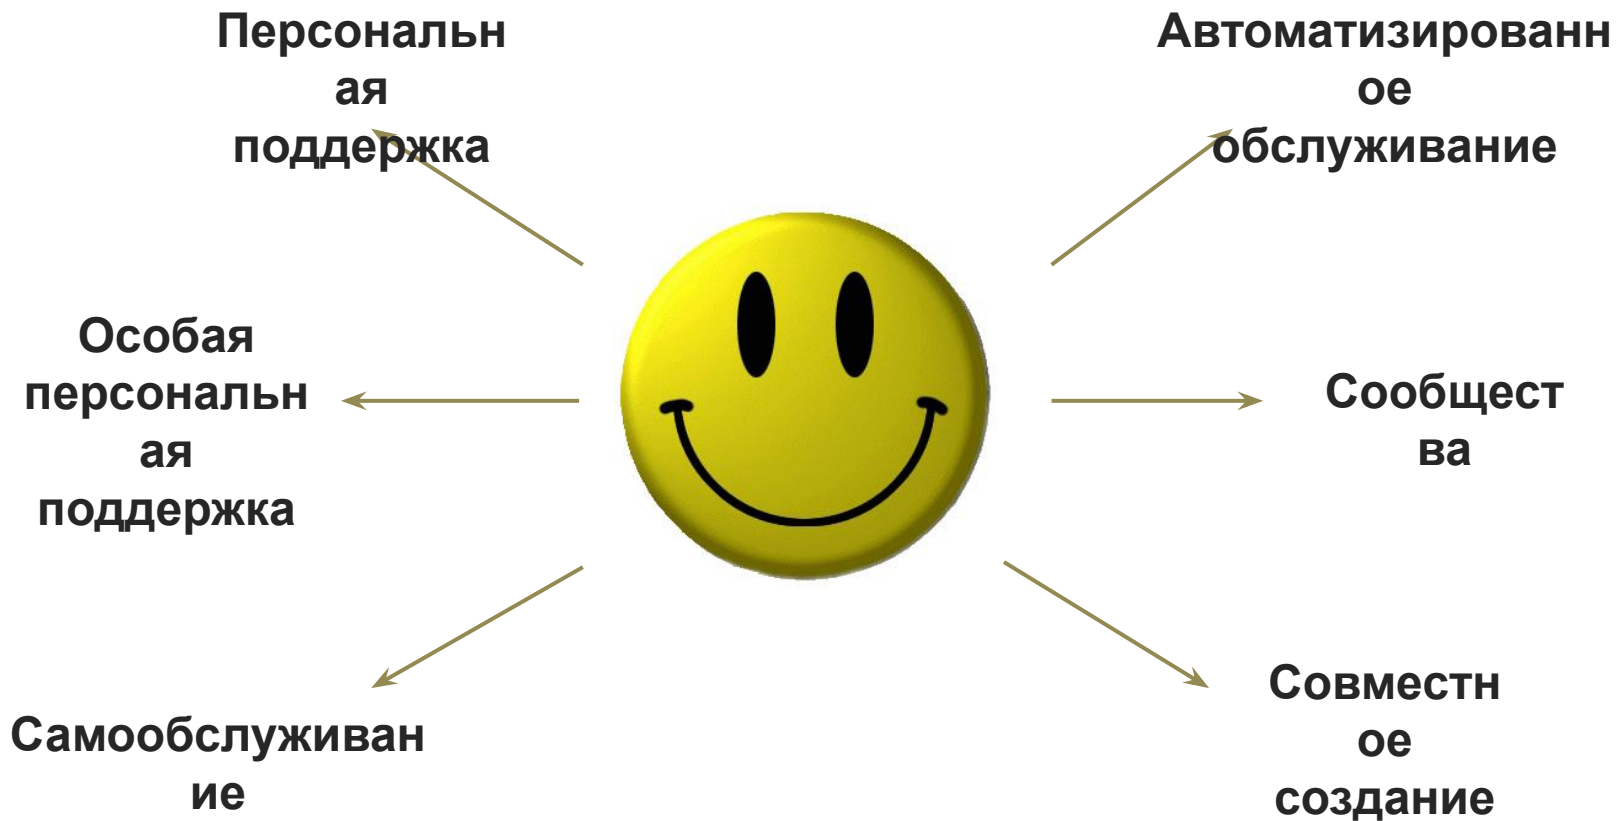 Персональн
ая
поддержка
Автоматизированн
ое
обслуживание
Особая
персональн
ая
поддержка
Сообщест
ва
Самообслуживан
ие
Совместн
ое
создание